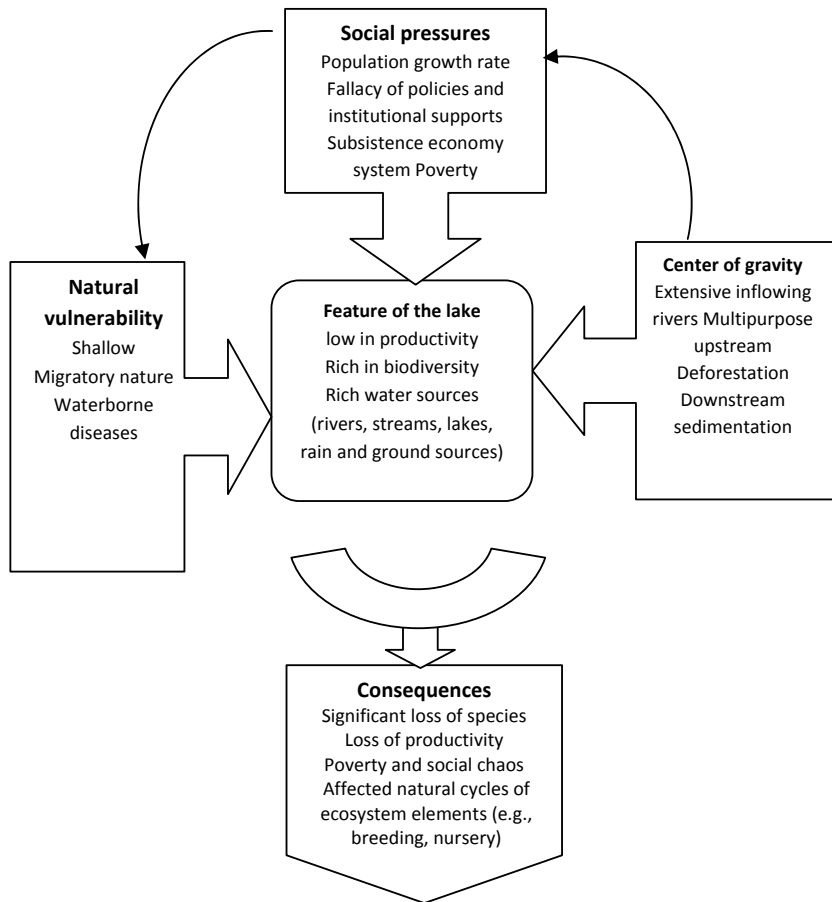 Social pressures
Population growth rate
Fallacy of policies and
institutional supports
Subsistence economy
system Poverty
Natural
vulnerability
Shallow
Migratory nature
Waterborne
diseases
Feature of the lake
low in productivity
Rich in biodiversity
Rich water sources
(rivers, streams, lakes,
rain and ground sources)
Center of gravity
Extensive inflowing
rivers Multipurpose
upstream
Deforestation
Downstream
sedimentation
Consequences
Significant loss of species
Loss of productivity
Poverty and social chaos
Affected natural cycles of
ecosystem elements (e.g.,
breeding, nursery)